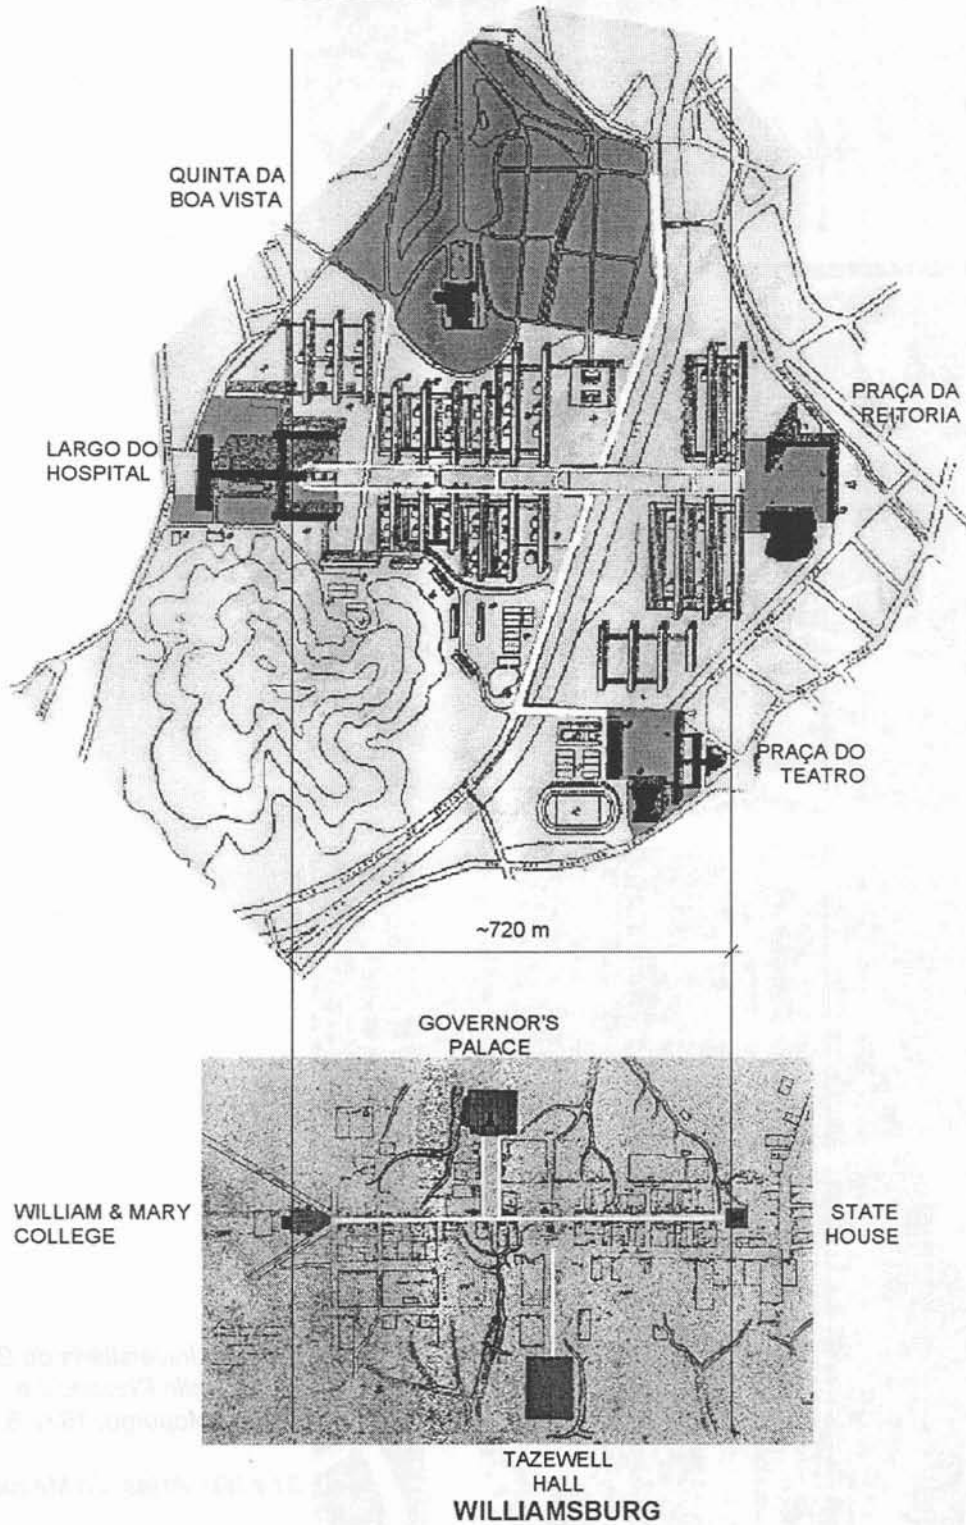 QUINTA DA
BOA VISTA
PRAÇA DA
REITORIA
LARGO DO
HOSPITAL
PRAÇA DO
TEATRO
~720 m
GOVERNOR'S
PALACE
WILLIAM & MARY
COLLEGE
STATE
HOUSE
TAZEWELL
HALL
WILLIAMSBURG